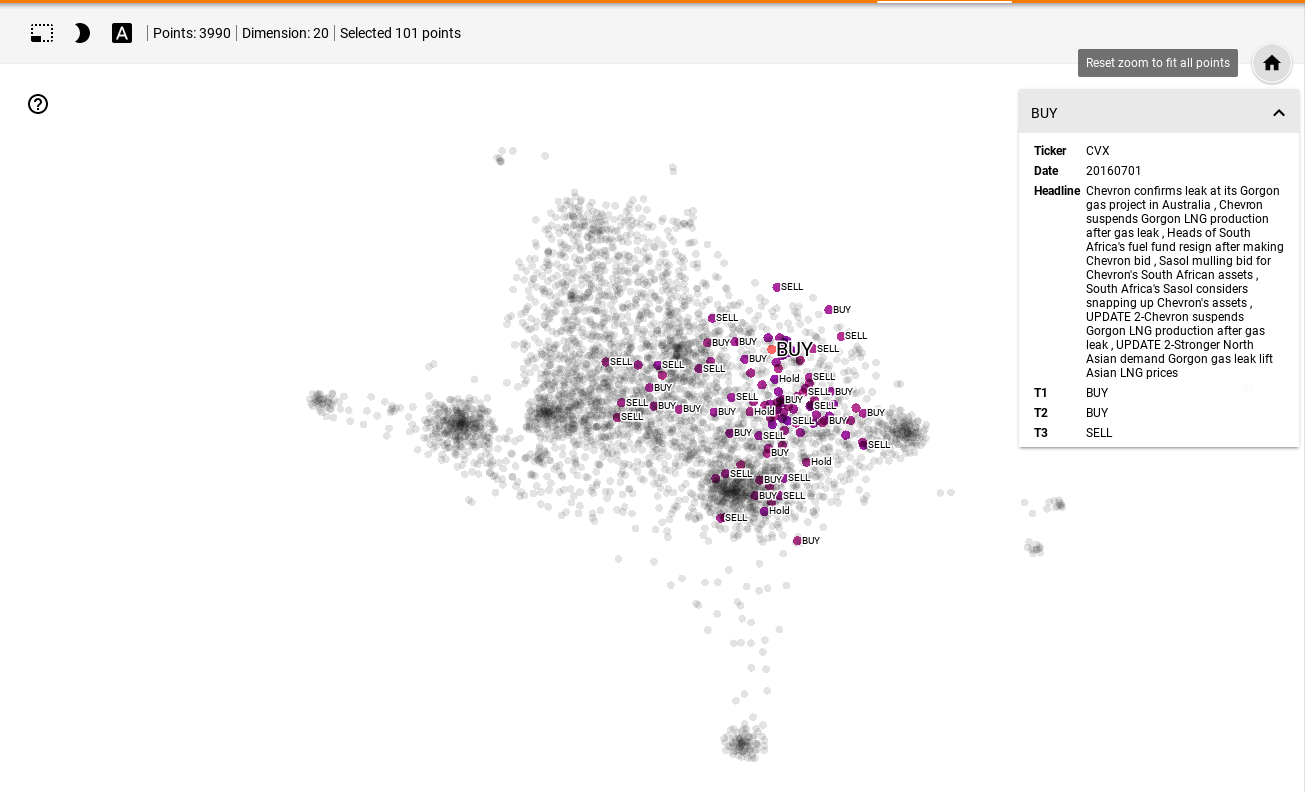 A
Points: 3990 | Dimension: 20 | Selected 101 points
Reset zoom to fit all points
BUY
Ticker CVX
Date 20160701
Headline Chevron confirms leak at its Gorgon
gas project in Australia , Chevron
suspends Gorgon LNG production
after gas leak , Heads of South
Africa's fuel fund resign after making
Chevron bid , Sasol mulling bid for
Chevron's South African assets ,
South Africa's Sasol considers
snapping up Chevron's assets ,
UPDATE 2-Chevron suspends
Gorgon LNG production after gas
leak , UPDATE 2-Stronger North
Asian demand Gorgon gas leak lift
Asian LNG prices
T1 BUY
T2 BUY
T3 SELL
SELL
BUY
SELL
SELL
BUY BUY
BUY SELL
BUY
SELL SELL
SELL
Hold SELL
BUY
SELL BUY
SELL
BUY
SELL BUY BUY
SELL
BUY Hold
BUY
SELL
SELL BUY
BUY SELL
SELL
BUY
Hold
SELL
BUY SELL
BUY SELL
Hold
SELL
BUY